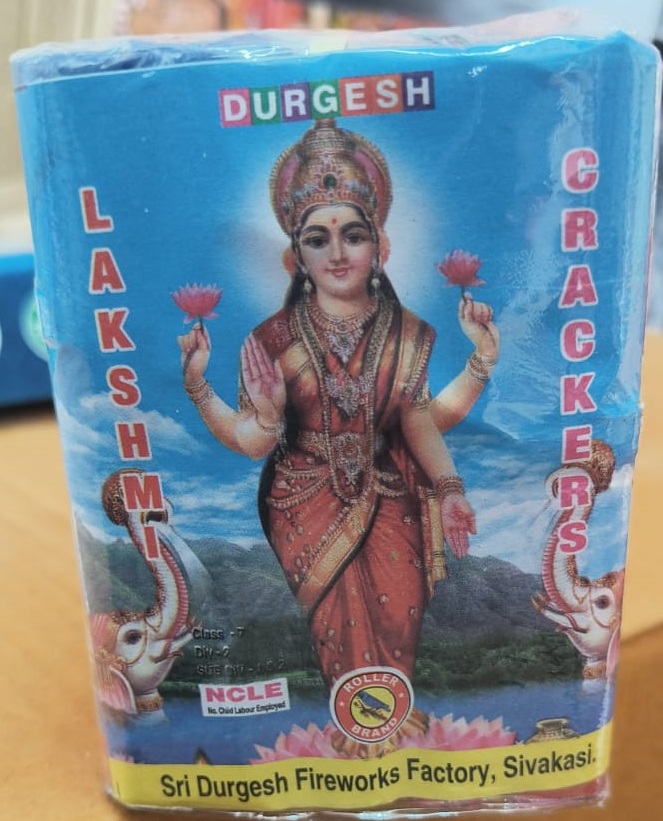 DURGESH
LAKSHMI
CRACKERS
Class - 7
Div - 2
NCLE
No. Child Labour Employed
ROLLER
BRAND
Sri Durgesh Fireworks Factory, Sivakasi.